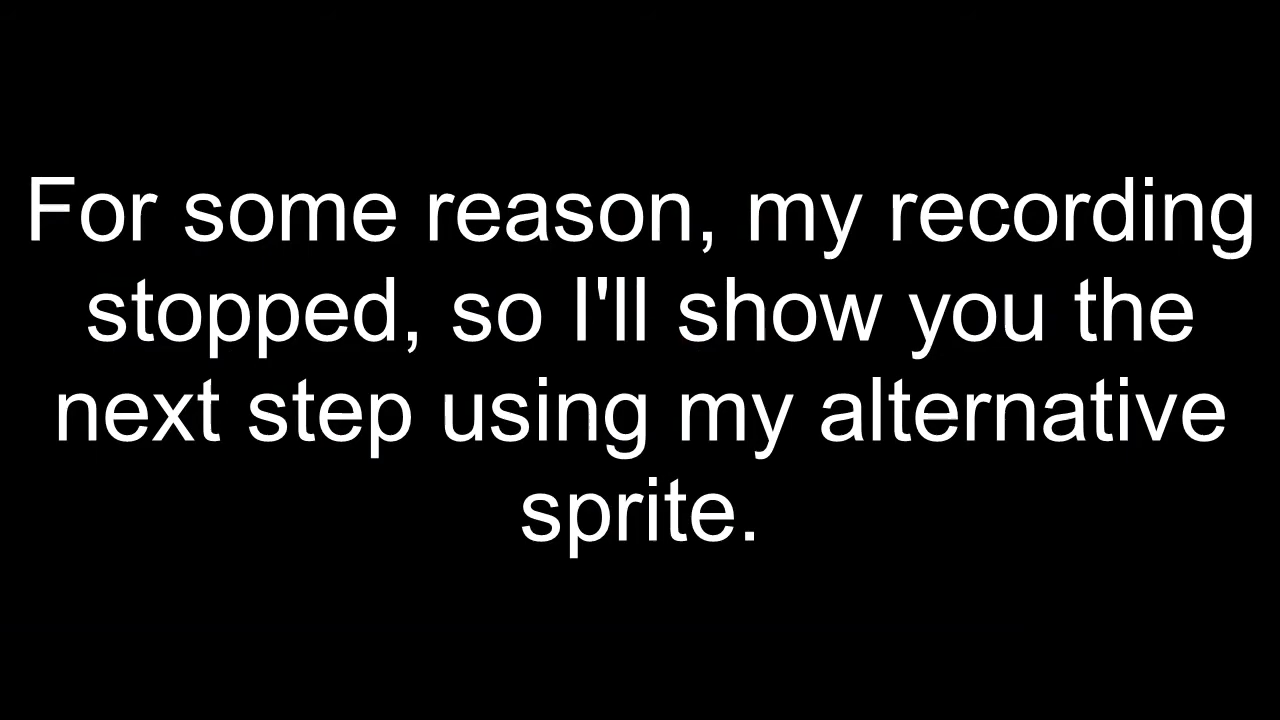 For some reason, my recording
stopped, so I'll show you the
next step using my alternative
sprite.